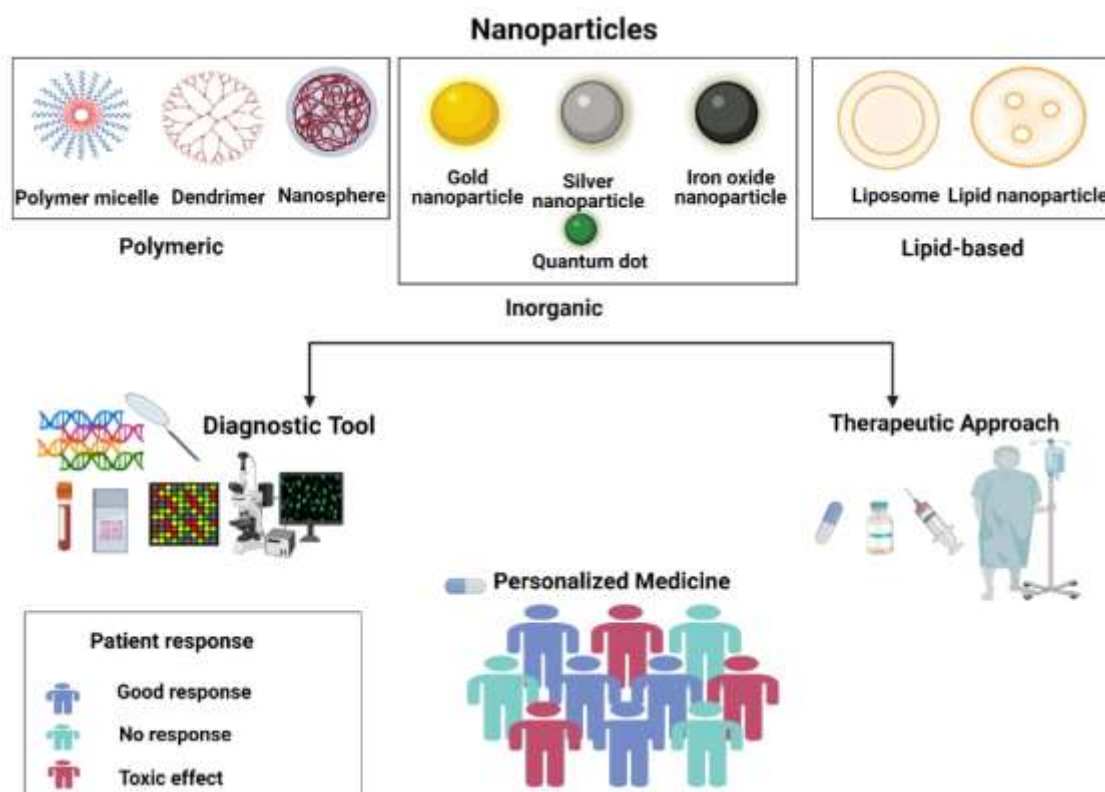 Nanoparticles
Polymer micelle
Dendrimer
Nanosphere
Polymeric
Gold
nanoparticle
Silver
nanoparticle
Iron oxide
nanoparticle
Quantum dot
Inorganic
Liposome
Lipid nanoparticle
Lipid-based
Diagnostic Tool
Therapeutic Approach
Personalized Medicine
Patient response
Good response
No response
Toxic effect